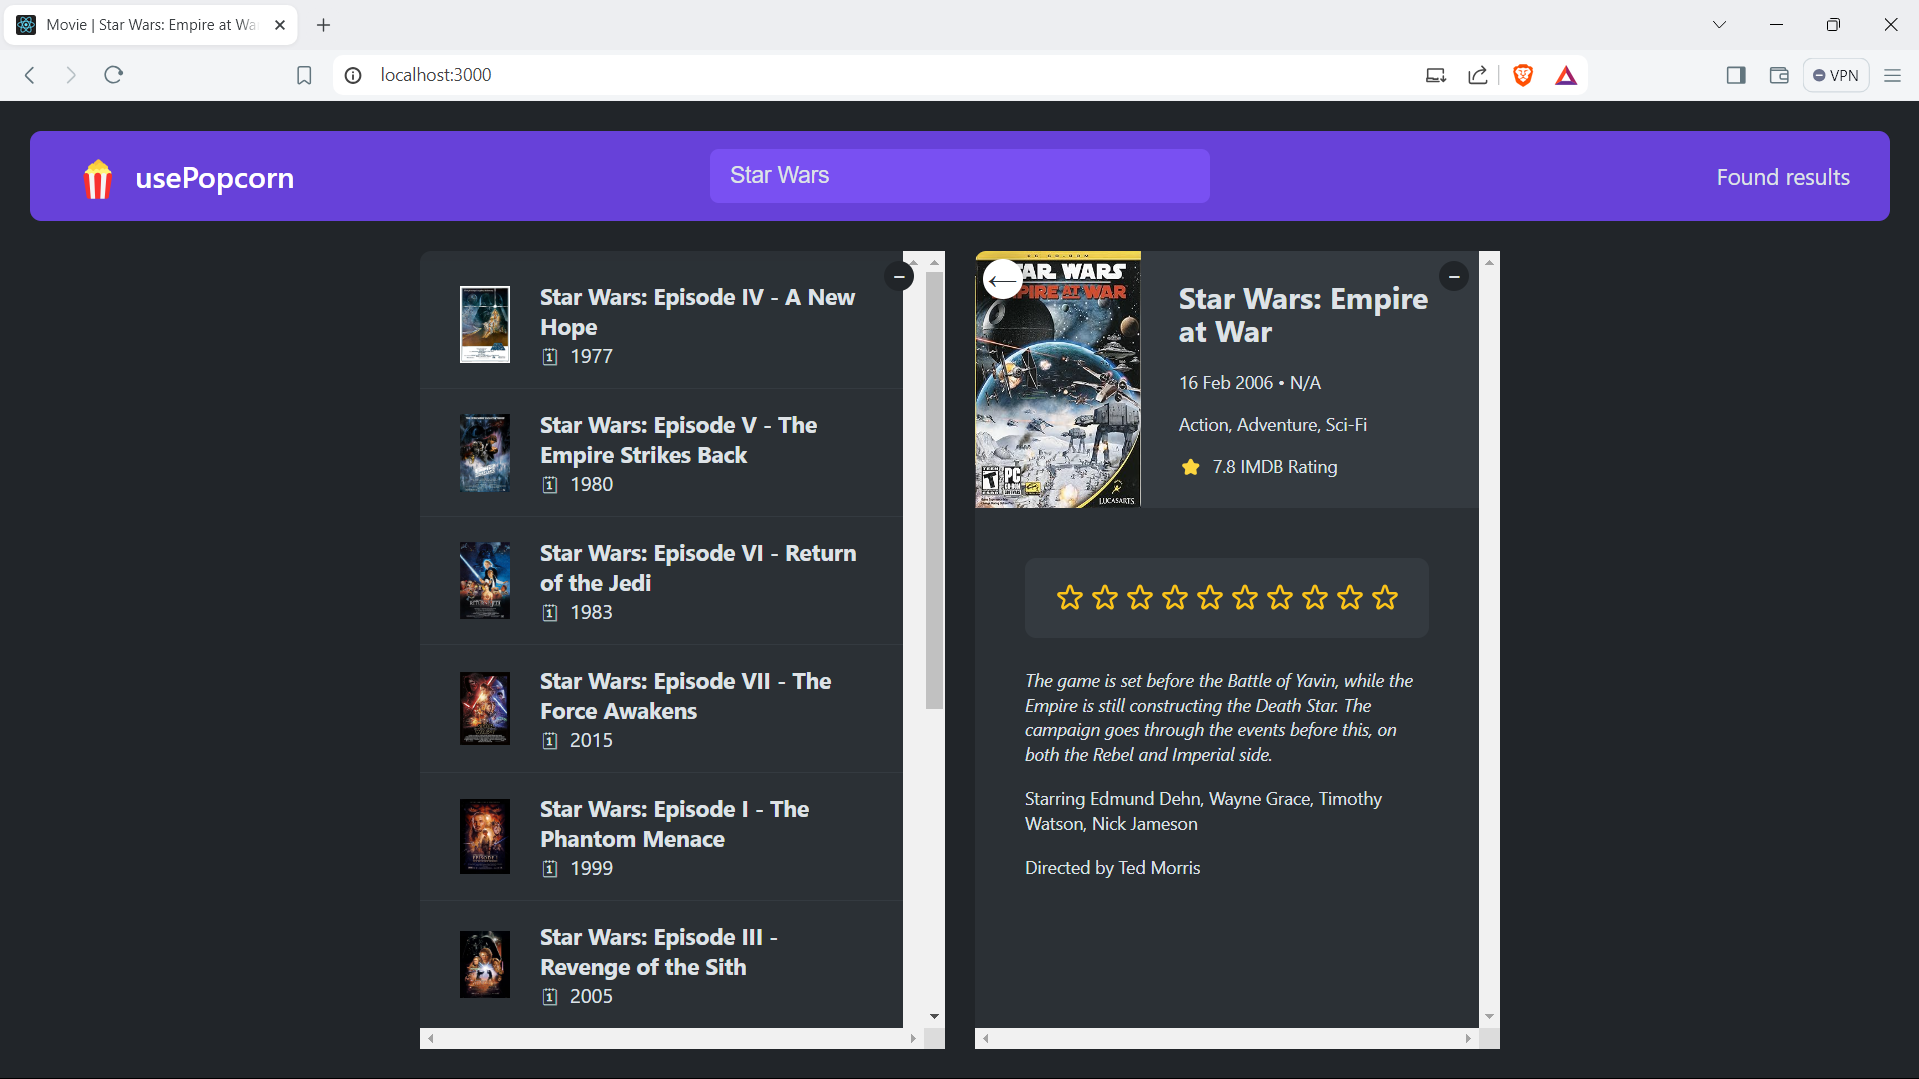 Movie | Star Wars: Empire at Wa
localhost:3000
VPN
usePopcorn
Star Wars
Found results
Star Wars: Episode IV - A New
Hope
1977
Star Wars: Episode V - The
Empire Strikes Back
1980
Star Wars: Episode VI - Return
of the Jedi
1983
Star Wars: Episode VII - The
Force Awakens
2015
Star Wars: Episode I - The
Phantom Menace
1999
Star Wars: Episode III -
Revenge of the Sith
2005
AR WARS
PIRE AT WAR
TEEN
T
PC
LUCASARTS
Star Wars: Empire
at War
16 Feb 2006 • N/A
Action, Adventure, Sci-Fi
7.8 IMDB Rating
The game is set before the Battle of Yavin, while the
Empire is still constructing the Death Star. The
campaign goes through the events before this, on
both the Rebel and Imperial side.
Starring Edmund Dehn, Wayne Grace, Timothy
Watson, Nick Jameson
Directed by Ted Morris